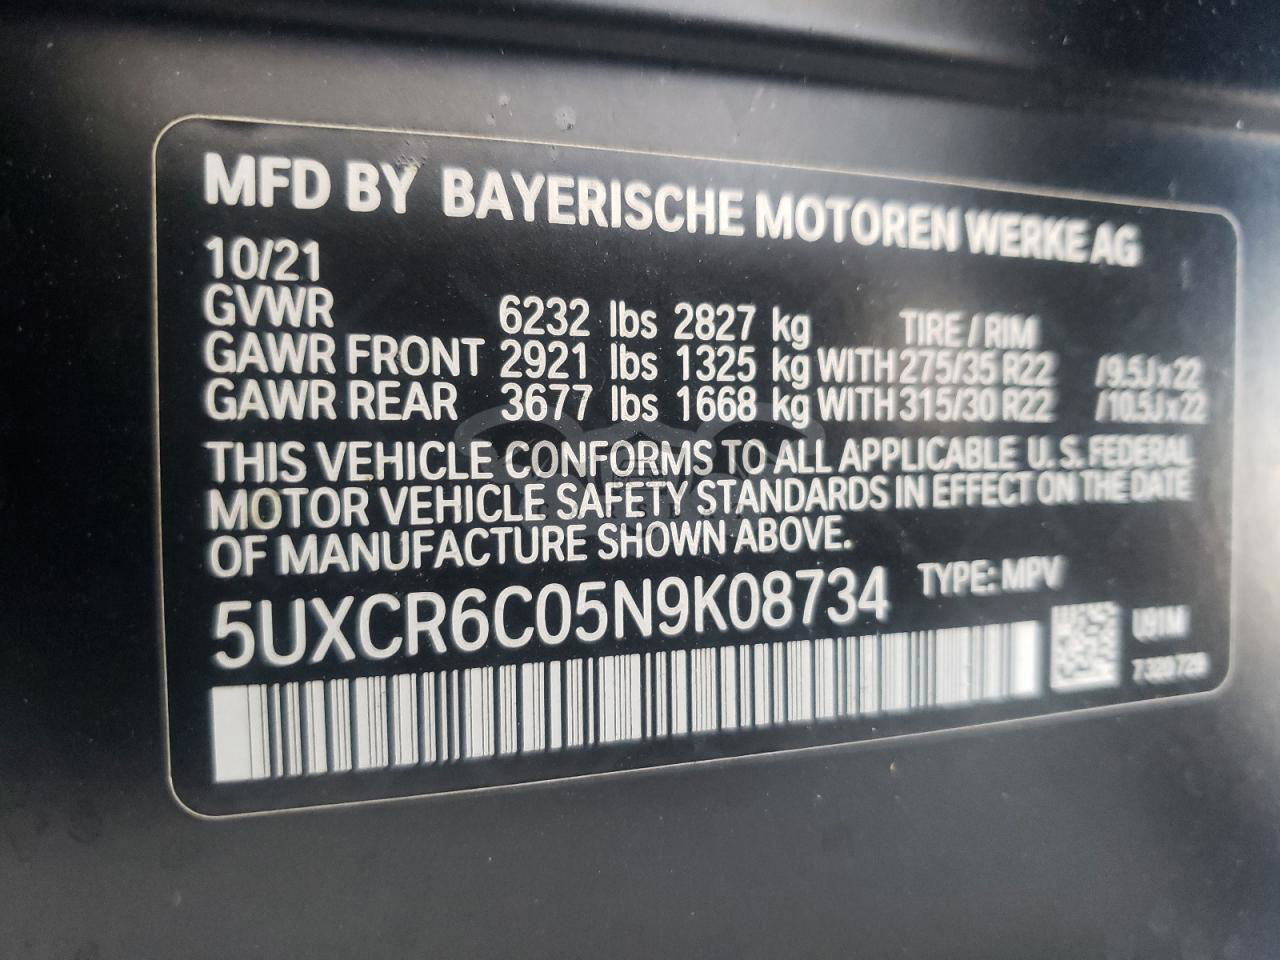 MFD BY BAYERISCHE MOTOREN WERKE AG
10/21
GVWR 6232 lbs 2827 kg TIRE / RIM
GAWR FRONT 2921 lbs 1325 kg WITH 275/35 R22 /9.5J x 22
GAWR REAR 3677 lbs 1668 kg WITH 315/30 R22 /10.5J x 22
THIS VEHICLE CONFORMS TO ALL APPLICABLE U. S. FEDERAL
MOTOR VEHICLE SAFETY STANDARDS IN EFFECT ON THE DATE
OF MANUFACTURE SHOWN ABOVE.
5UXCR6C05N9K08734 TYPE: MPV
U91M